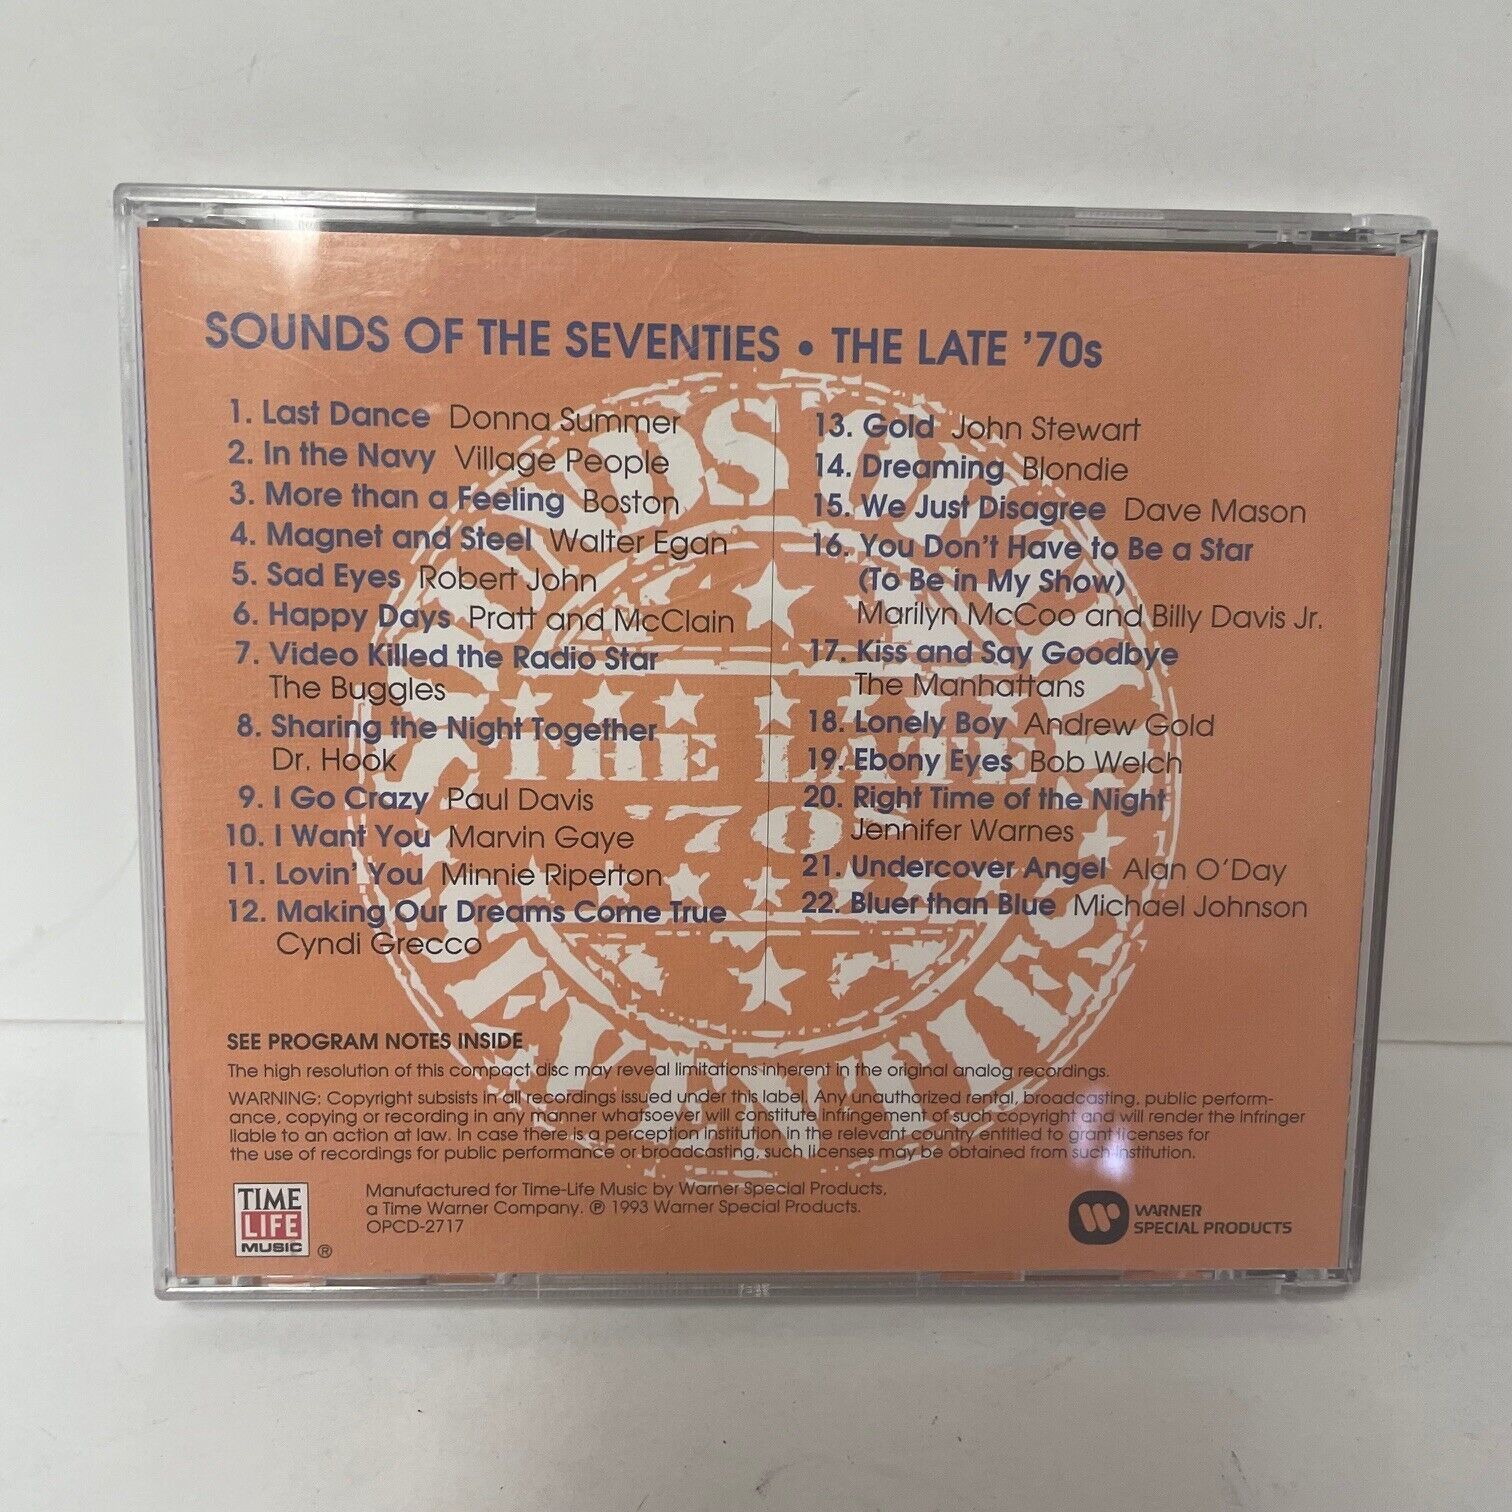 SOUNDS OF THE SEVENTIES • THE LATE '70s
1. Last Dance Donna Summer
2. In the Navy Village People
3. More than a Feeling Boston
4. Magnet and Steel Walter Egan
5. Sad Eyes Robert John
6. Happy Days Pratt and McClain
7. Video Killed the Radio Star
The Buggles
8. Sharing the Night Together
Dr. Hook
9. I Go Crazy Paul Davis
10. I Want You Marvin Gaye
11. Lovin' You Minnie Riperton
12. Making Our Dreams Come True
Cyndi Grecco
13. Gold John Stewart
14. Dreaming Blondie
15. We Just Disagree Dave Mason
16. You Don't Have to Be a Star
(To Be in My Show)
Marilyn McCoo and Billy Davis Jr.
17. Kiss and Say Goodbye
The Manhattans
18. Lonely Boy Andrew Gold
19. Ebony Eyes Bob Welch
20. Right Time of the Night
Jennifer Warnes
21. Undercover Angel Alan O'Day
22. Bluer than Blue Michael Johnson
SOUNDS OF THE SEVENTIES
THE LATE
'70s
SEE PROGRAM NOTES INSIDE
The high resolution of this compact disc may reveal limitations inherent in the original analog recordings.
WARNING: Copyright subsists in all recordings issued under this label. Any unauthorized rental, broadcasting, public perform-
ance, copying or recording in any manner whatsoever will constitute infringement of such copyright and will render the infringer
liable to an action at law. In case there is a perception institution in the relevant country entitled to grant licenses for
the use of recordings for public performance or broadcasting, such licenses may be obtained from such institution.
TIME
LIFE
MUSIC ®
Manufactured for Time-Life Music by Warner Special Products,
a Time Warner Company. ℗ 1993 Warner Special Products.
OPCD-2717
WARNER
SPECIAL PRODUCTS